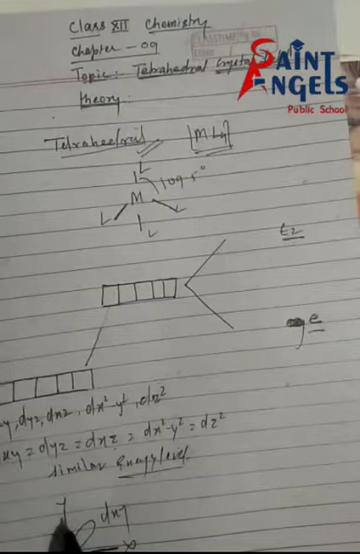 Class XII Chemistry
Chapter - 09
Topic:- Tetrahedral Crystal
theory:
SAINT
ANGELS
Public School
Tetrahedral [ML4]
L
109.5°
M
L L
L
t2
e
xy, dyz, dxz, dx²-y², dz²
dxy = dyz = dxz = dx²-y² = dz²
similar Energy level
y dxy
x